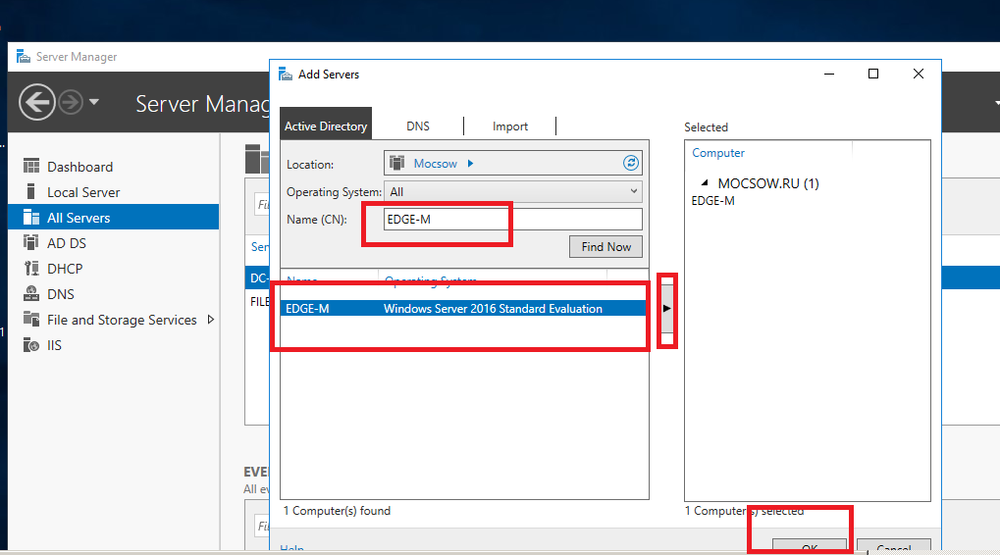 Server Manager
Add Servers
Server Manag
Active Directory
DNS
Import
Selected
Location:
Mocsow
Computer
Operating System:
All
MOCSOW.RU (1)
EDGE-M
Name (CN):
EDGE-M
Find Now
Dashboard
Local Server
All Servers
AD DS
DHCP
DNS
File and Storage Services
IIS
Fi
Ser
DC-
FILE
Name
Operating System
EDGE-M
Windows Server 2016 Standard Evaluation
EVE
All ev
Fi
1 Computer(s) found
1 Computer(s) selected
Help
OK
Cancel